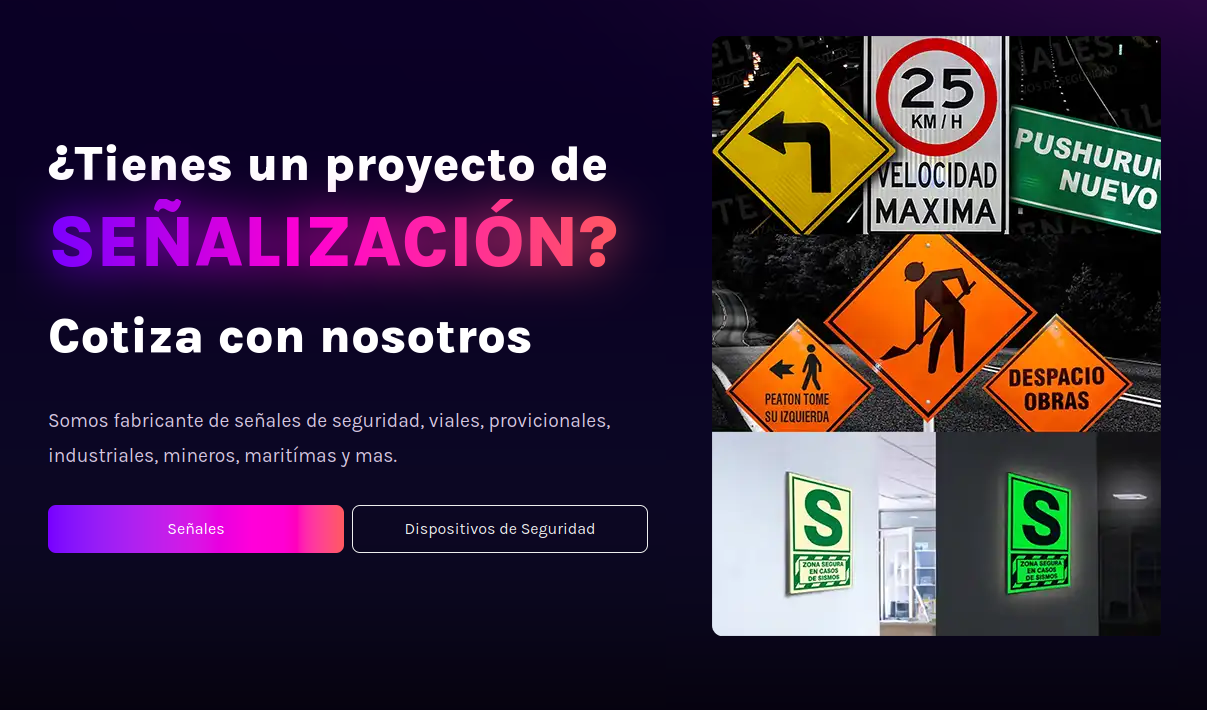 ¿Tienes un proyecto de
SEÑALIZACIÓN?
Cotiza con nosotros
Somos fabricante de señales de seguridad, viales, provicionales,
industriales, mineros, maritímas y mas.
Señales
Dispositivos de Seguridad
25
KM / H
VELOCIDAD
MAXIMA
NUEVO
PEATON TOME
SU IZQUIERDA
DESPACIO
OBRAS
S
ZONA SEGURA
EN CASOS
DE SISMOS
S
ZONA SEGURA
EN CASOS
DE SISMOS